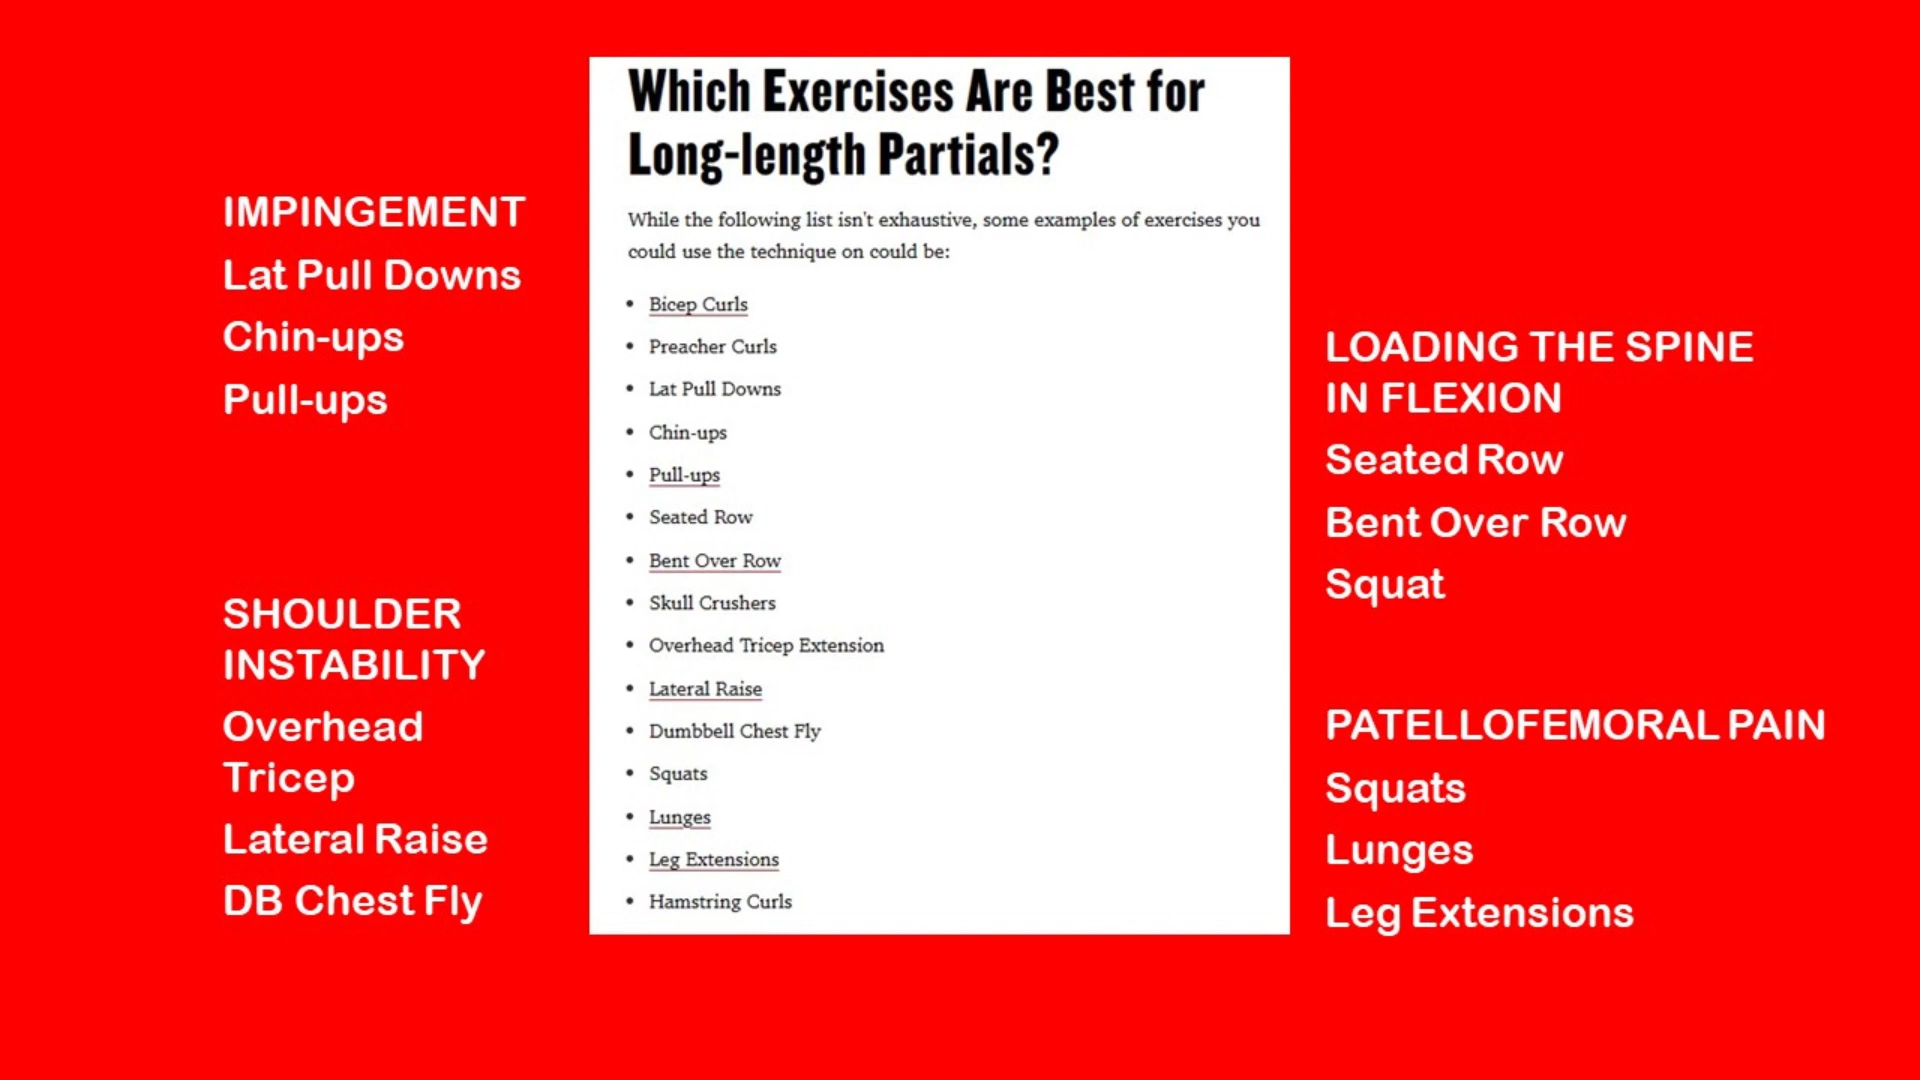 IMPINGEMENT
Lat Pull Downs
Chin-ups
Pull-ups
SHOULDER
INSTABILITY
Overhead
Tricep
Lateral Raise
DB Chest Fly
Which Exercises Are Best for
Long-length Partials?
While the following list isn't exhaustive, some examples of exercises you
could use the technique on could be:
• Bicep Curls
• Preacher Curls
• Lat Pull Downs
• Chin-ups
• Pull-ups
• Seated Row
• Bent Over Row
• Skull Crushers
• Overhead Tricep Extension
• Lateral Raise
• Dumbbell Chest Fly
• Squats
• Lunges
• Leg Extensions
• Hamstring Curls
LOADING THE SPINE
IN FLEXION
Seated Row
Bent Over Row
Squat
PATELLOFEMORAL PAIN
Squats
Lunges
Leg Extensions